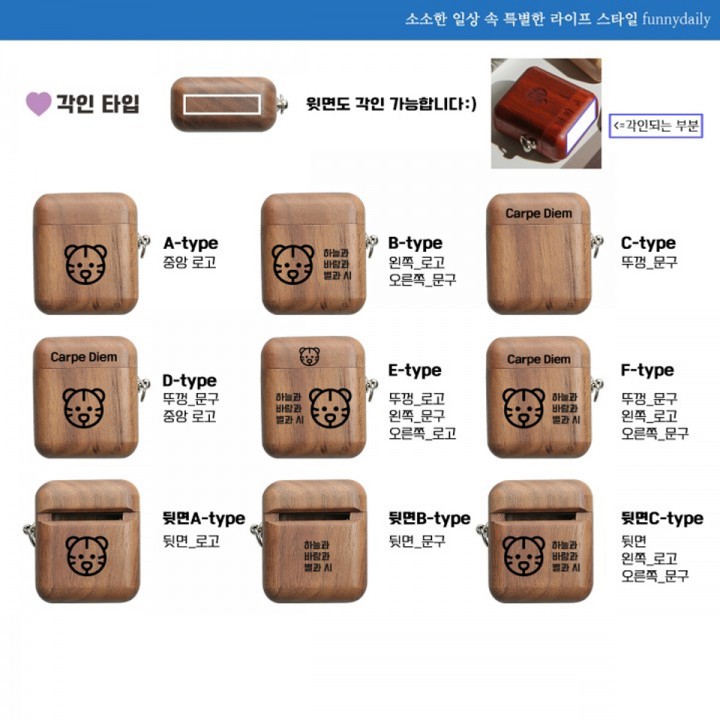 소소한 일상 속 특별한 라이프 스타일 funnydaily
각인 타입
윗면도 각인 가능합니다:)
<=각인되는 부분
A-type
중앙 로고
하늘과
바람과
별과 시
B-type
왼쪽_로고
오른쪽_문구
Carpe Diem
C-type
뚜껑_문구
Carpe Diem
D-type
뚜껑_문구
중앙 로고
하늘과
바람과
별과 시
E-type
뚜껑_로고
왼쪽_문구
오른쪽_로고
Carpe Diem
하늘과
바람과
별과 시
F-type
뚜껑_문구
왼쪽_로고
오른쪽_문구
뒷면A-type
뒷면_로고
하늘과
바람과
별과 시
뒷면B-type
뒷면_문구
하늘과
바람과
별과 시
뒷면C-type
뒷면
왼쪽_로고
오른쪽_문구